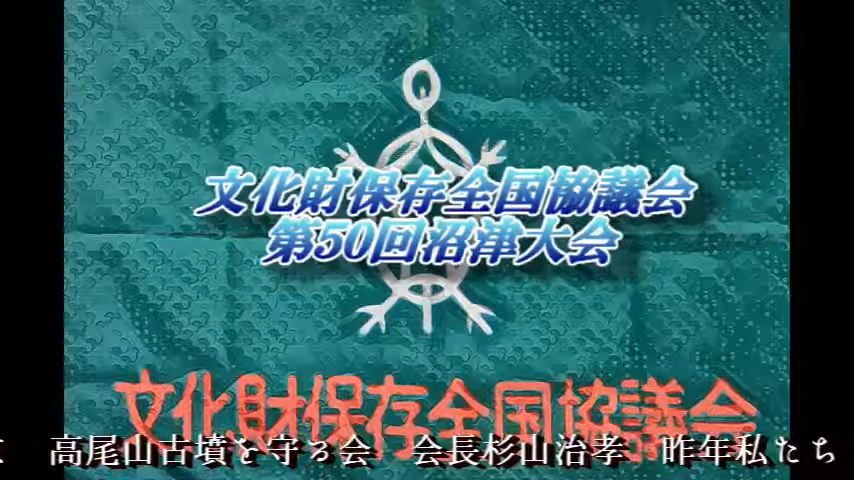 文化財保存全国協議会
第50回沼津大会
文化財保存全国協議会
高尾山古墳を守る会　会長杉山治孝　昨年私たち